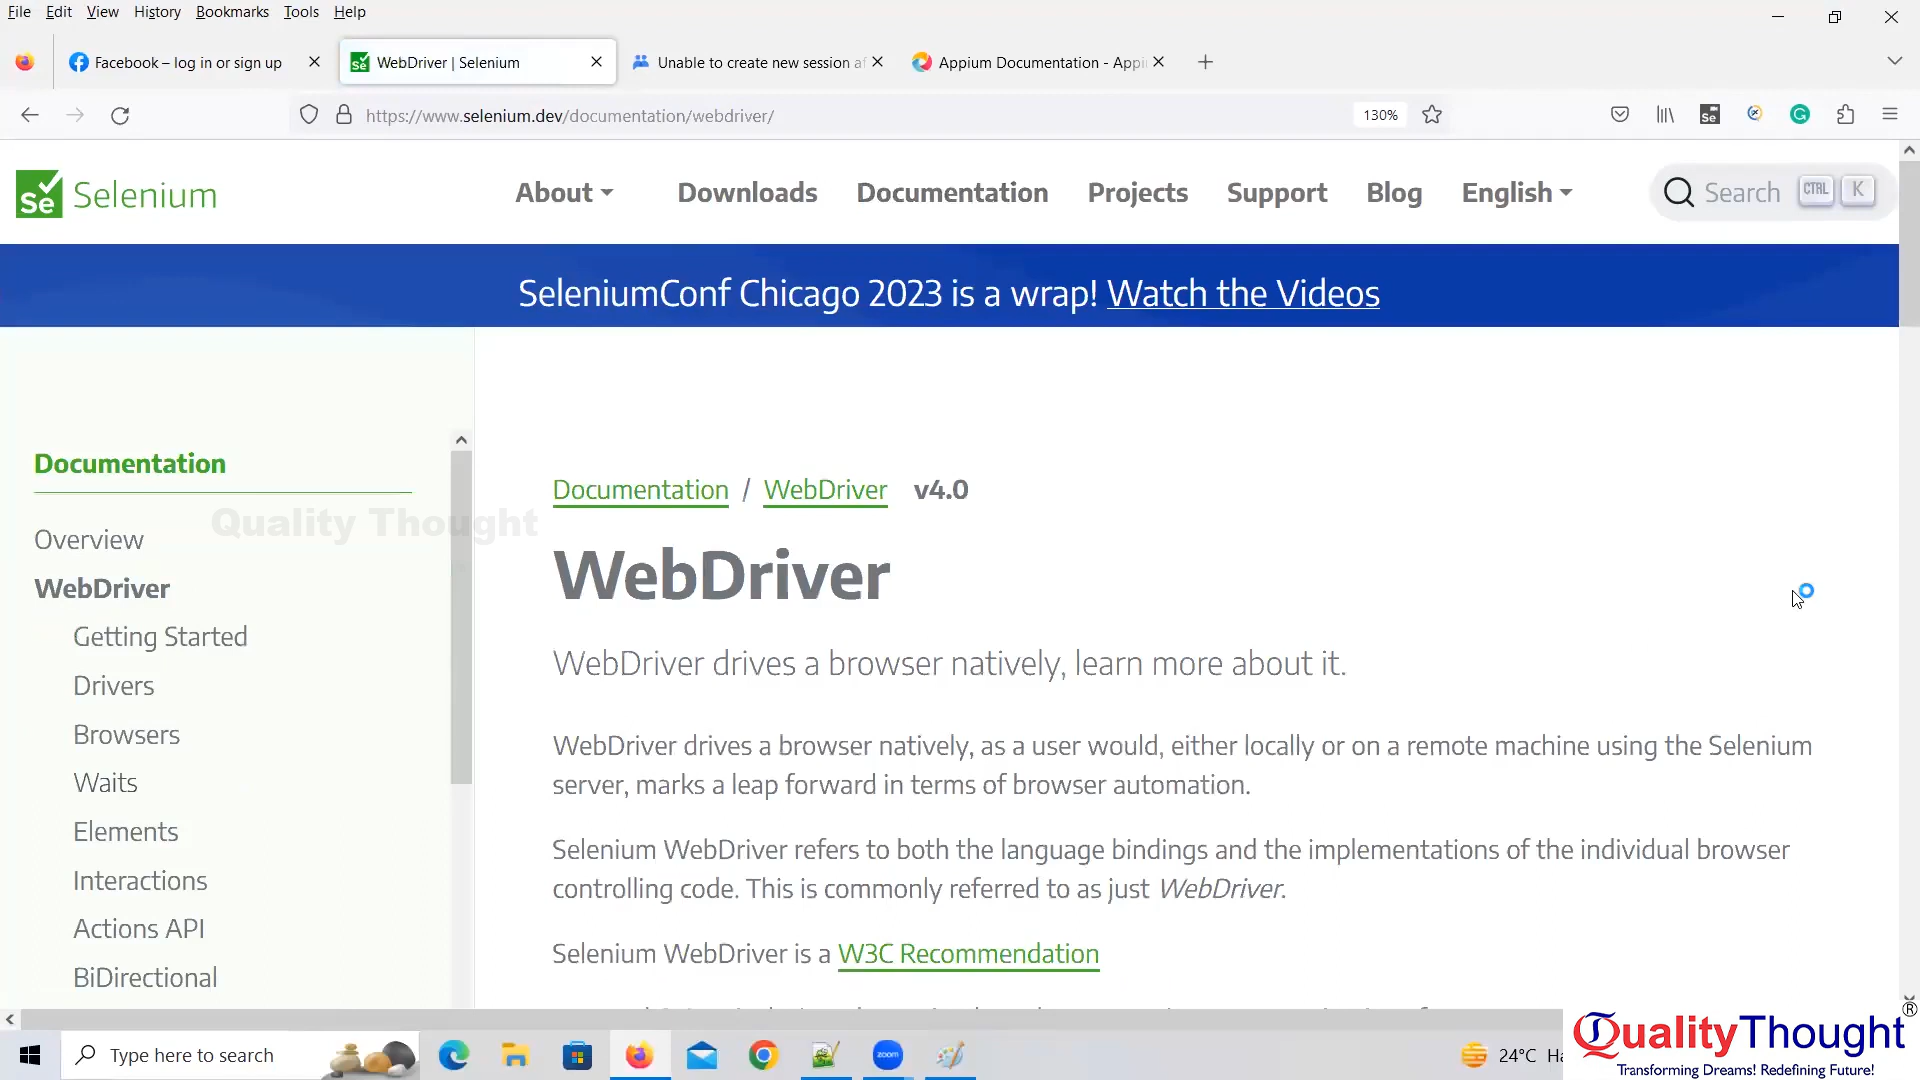 File Edit View History Bookmarks Tools Help
Facebook – log in or sign up
WebDriver | Selenium
Unable to create new session af
Appium Documentation - Appi
https://www.selenium.dev/documentation/webdriver/
130%
Selenium
About
Downloads
Documentation
Projects
Support
Blog
English
Search
CTRL
K
SeleniumConf Chicago 2023 is a wrap! Watch the Videos
Documentation
Overview
WebDriver
Getting Started
Drivers
Browsers
Waits
Elements
Interactions
Actions API
BiDirectional
Quality Thought
Documentation / WebDriver v4.0
WebDriver
WebDriver drives a browser natively, learn more about it.
WebDriver drives a browser natively, as a user would, either locally or on a remote machine using the Selenium
server, marks a leap forward in terms of browser automation.
Selenium WebDriver refers to both the language bindings and the implementations of the individual browser
controlling code. This is commonly referred to as just WebDriver.
Selenium WebDriver is a W3C Recommendation
Type here to search
zoom
24°C Ha
QualityThought®
Transforming Dreams! Redefining Future!